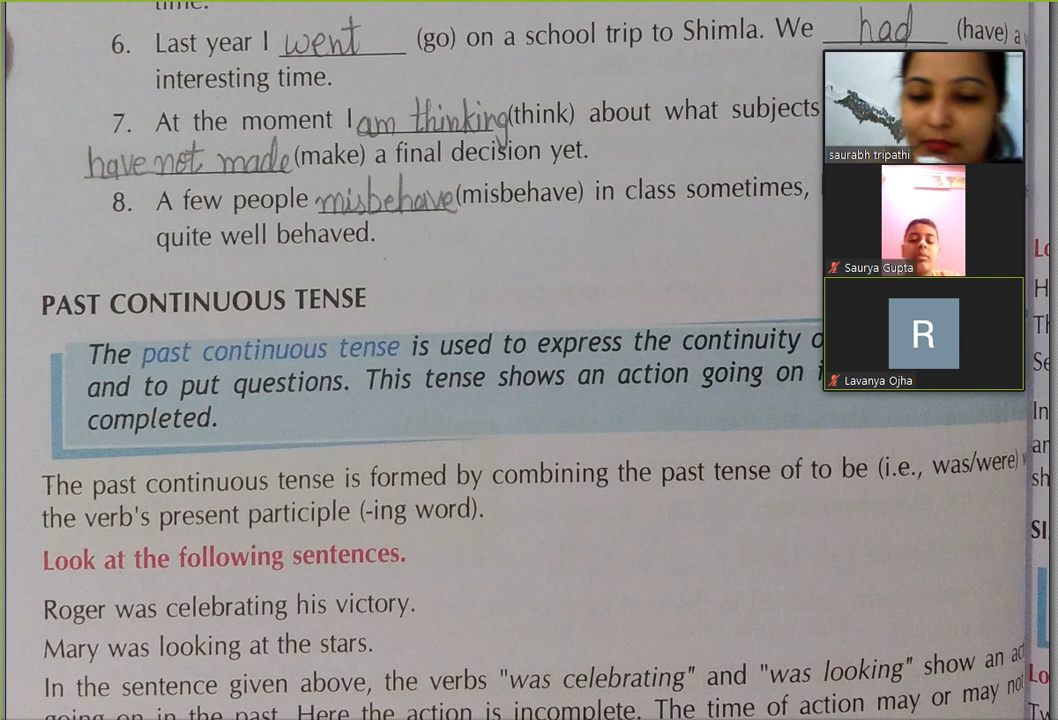 6. Last year I went (go) on a school trip to Shimla. We had (have) a
interesting time.
7. At the moment I am thinking (think) about what subjects
have not made (make) a final decision yet.
8. A few people misbehave (misbehave) in class sometimes,
quite well behaved.
PAST CONTINUOUS TENSE
The past continuous tense is used to express the continuity
and to put questions. This tense shows an action going on
completed.
The past continuous tense is formed by combining the past tense of to be (i.e., was/were)
the verb's present participle (-ing word).
Look at the following sentences.
Roger was celebrating his victory.
Mary was looking at the stars.
In the sentence given above, the verbs "was celebrating" and "was looking" show an
going on in the past. Here the action is incomplete. The time of action may or may not
saurabh tripathi
Saurya Gupta
R
Lavanya Ojha